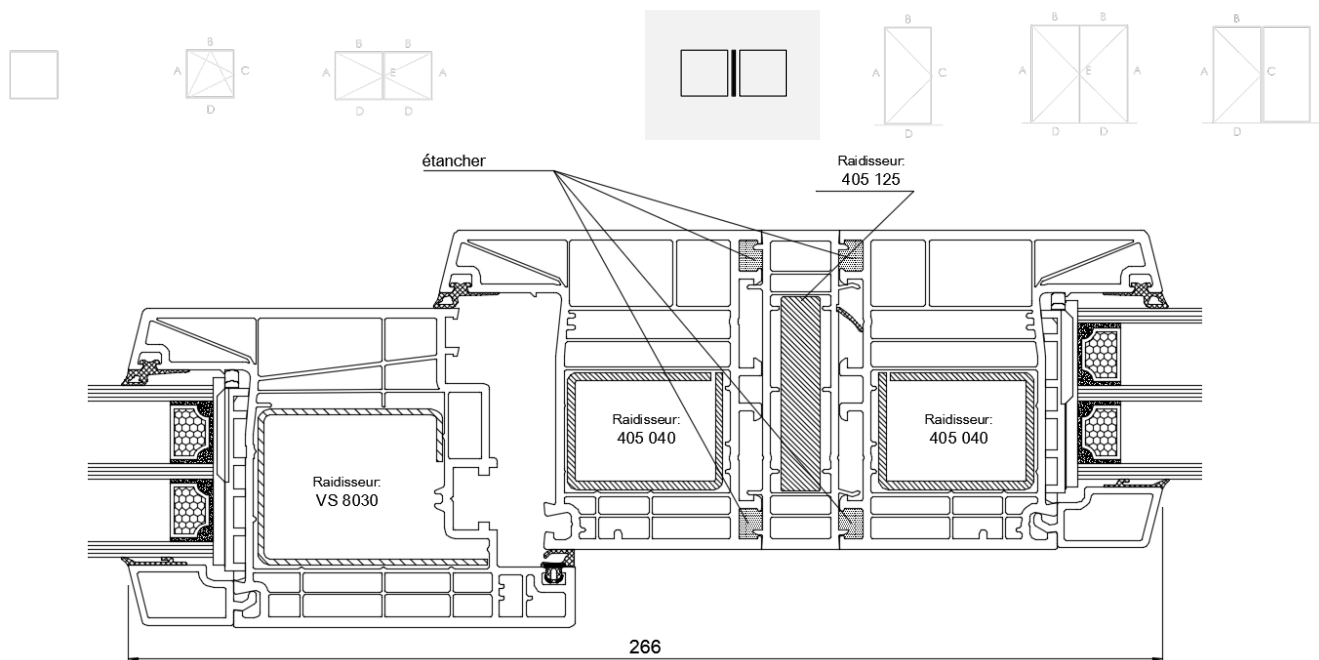 B
B
B
B
B
B
B
A
C
A
E
A
A
C
A
E
A
A
C
D
D
D
D
D
D
D
étancher
Raidisseur:
405 125
Raidisseur:
405 040
Raidisseur:
405 040
Raidisseur:
VS 8030
266